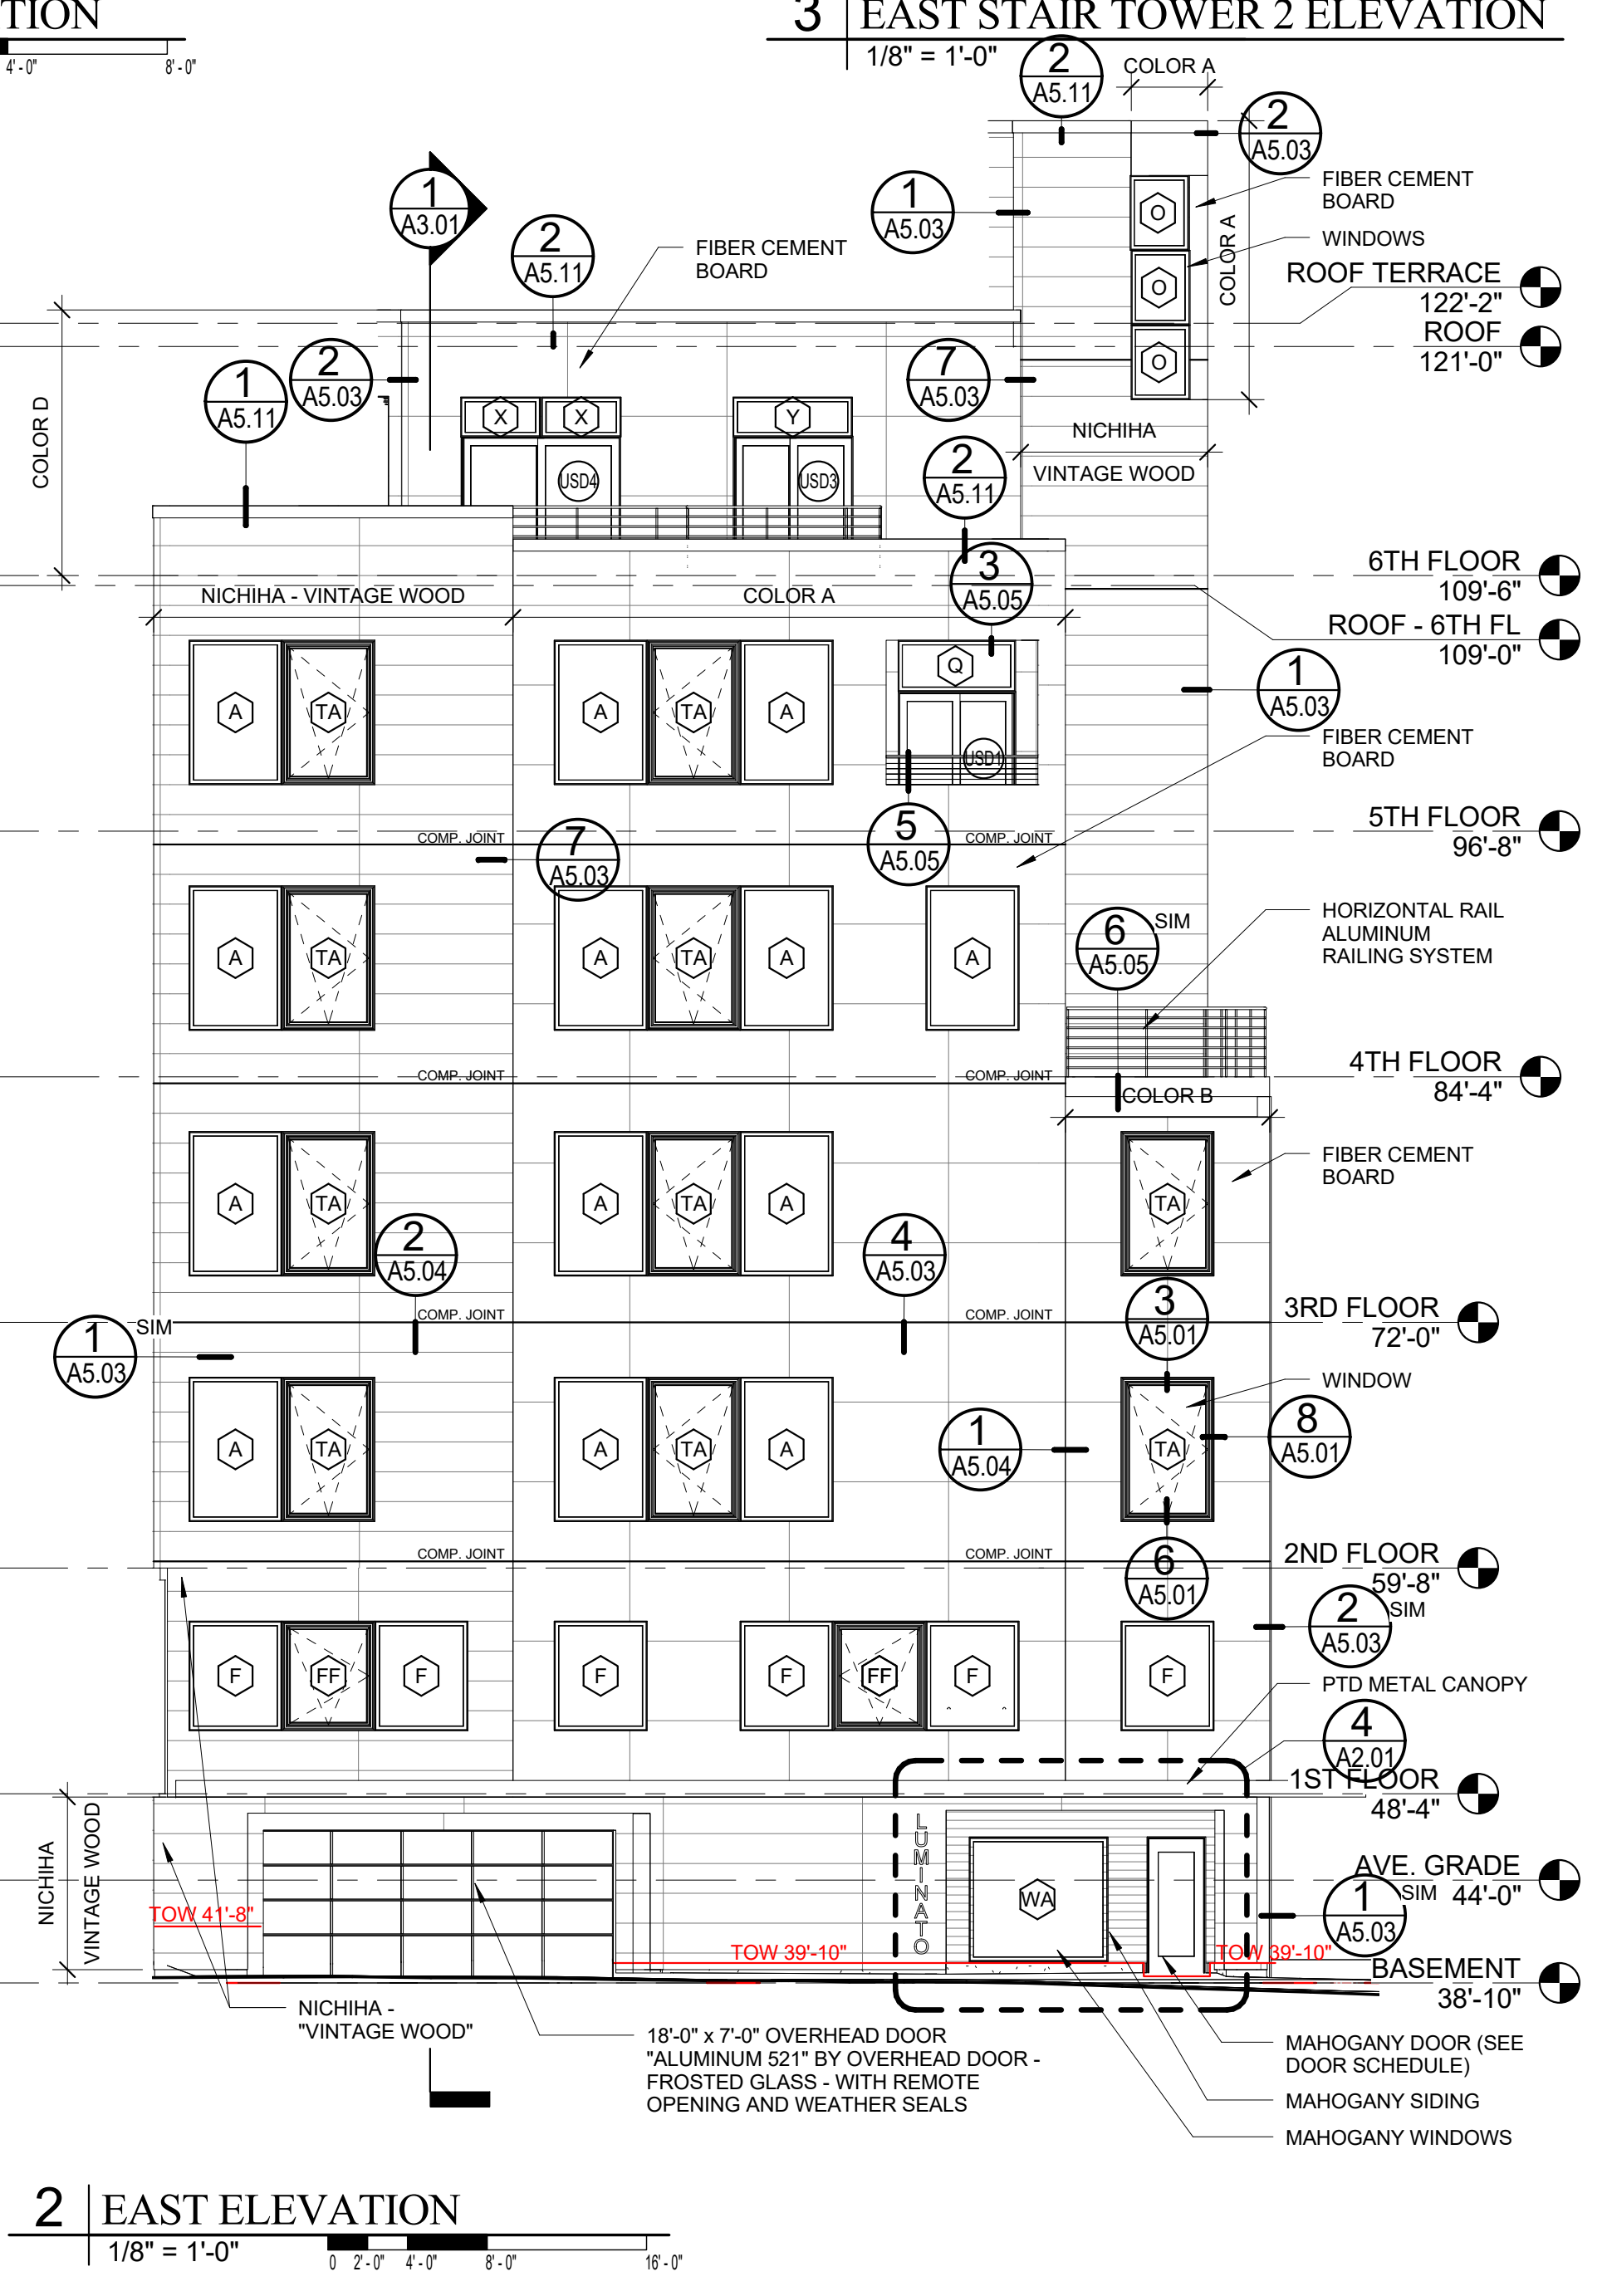 TION
4' - 0" 8' - 0"
3 EAST STAIR TOWER 2 ELEVATION
1/8" = 1'-0"
2
A5.11
COLOR A
2
A5.03
1
A3.01
2
A5.11
FIBER CEMENT
BOARD
1
A5.03
O
O
O
COLOR A
FIBER CEMENT
BOARD
WINDOWS
ROOF TERRACE
122'-2"
ROOF
121'-0"
COLOR D
1
A5.11
2
A5.03
7
A5.03
X X Y
USD4 USD3
NICHIHA
VINTAGE WOOD
2
A5.11
3
A5.05
6TH FLOOR
109'-6"
NICHIHA - VINTAGE WOOD COLOR A
ROOF - 6TH FL
109'-0"
1
A5.03
Q
A TA A TA A
USD1
FIBER CEMENT
BOARD
5TH FLOOR
96'-8"
COMP. JOINT COMP. JOINT
7
A5.03
5
A5.05
A TA A TA A A
6 SIM
A5.05
HORIZONTAL RAIL
ALUMINUM
RAILING SYSTEM
4TH FLOOR
84'-4"
COMP. JOINT COMP. JOINT
COLOR B
FIBER CEMENT
BOARD
A TA A TA A TA
2
A5.04
4
A5.03
3
A5.01
COMP. JOINT COMP. JOINT
3RD FLOOR
72'-0"
1 SIM
A5.03
WINDOW
8
A5.01
1
A5.04
A TA A TA A TA
COMP. JOINT COMP. JOINT
6
A5.01
2ND FLOOR
59'-8"
2 SIM
A5.03
F FF F F F FF F F
PTD METAL CANOPY
4
A2.01
1ST FLOOR
48'-4"
NICHIHA
VINTAGE WOOD
LUMINATO
WA
AVE. GRADE
44'-0"
1 SIM
A5.03
TOW 41'-8"
TOW 39'-10" TOW 39'-10"
BASEMENT
38'-10"
NICHIHA -
"VINTAGE WOOD"
18'-0" x 7'-0" OVERHEAD DOOR
"ALUMINUM 521" BY OVERHEAD DOOR -
FROSTED GLASS - WITH REMOTE
OPENING AND WEATHER SEALS
MAHOGANY DOOR (SEE
DOOR SCHEDULE)
MAHOGANY SIDING
MAHOGANY WINDOWS
2 EAST ELEVATION
1/8" = 1'-0"
0 2' - 0" 4' - 0" 8' - 0" 16' - 0"